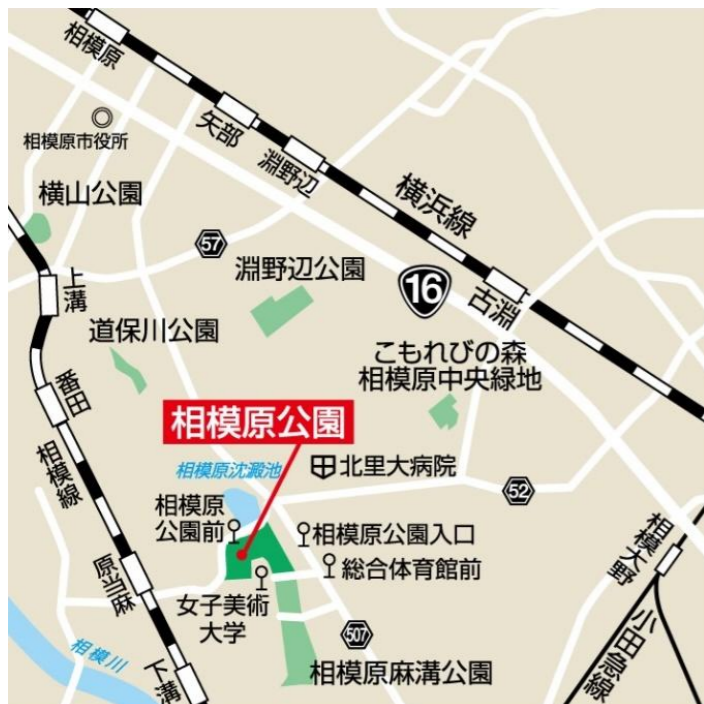 相模原
矢部
淵野辺
相模原市役所
横浜線
横山公園
57
淵野辺公園
16
古淵
上溝
道保川公園
こもれびの森
相模原中央緑地
番田
相模原公園
相模線
相模原沈澱池
北里大病院
52
相模原
公園前
相模原公園入口
総合体育館前
相模大野
原当麻
女子美術
大学
507
小田急線
相模川
下溝
相模原麻溝公園